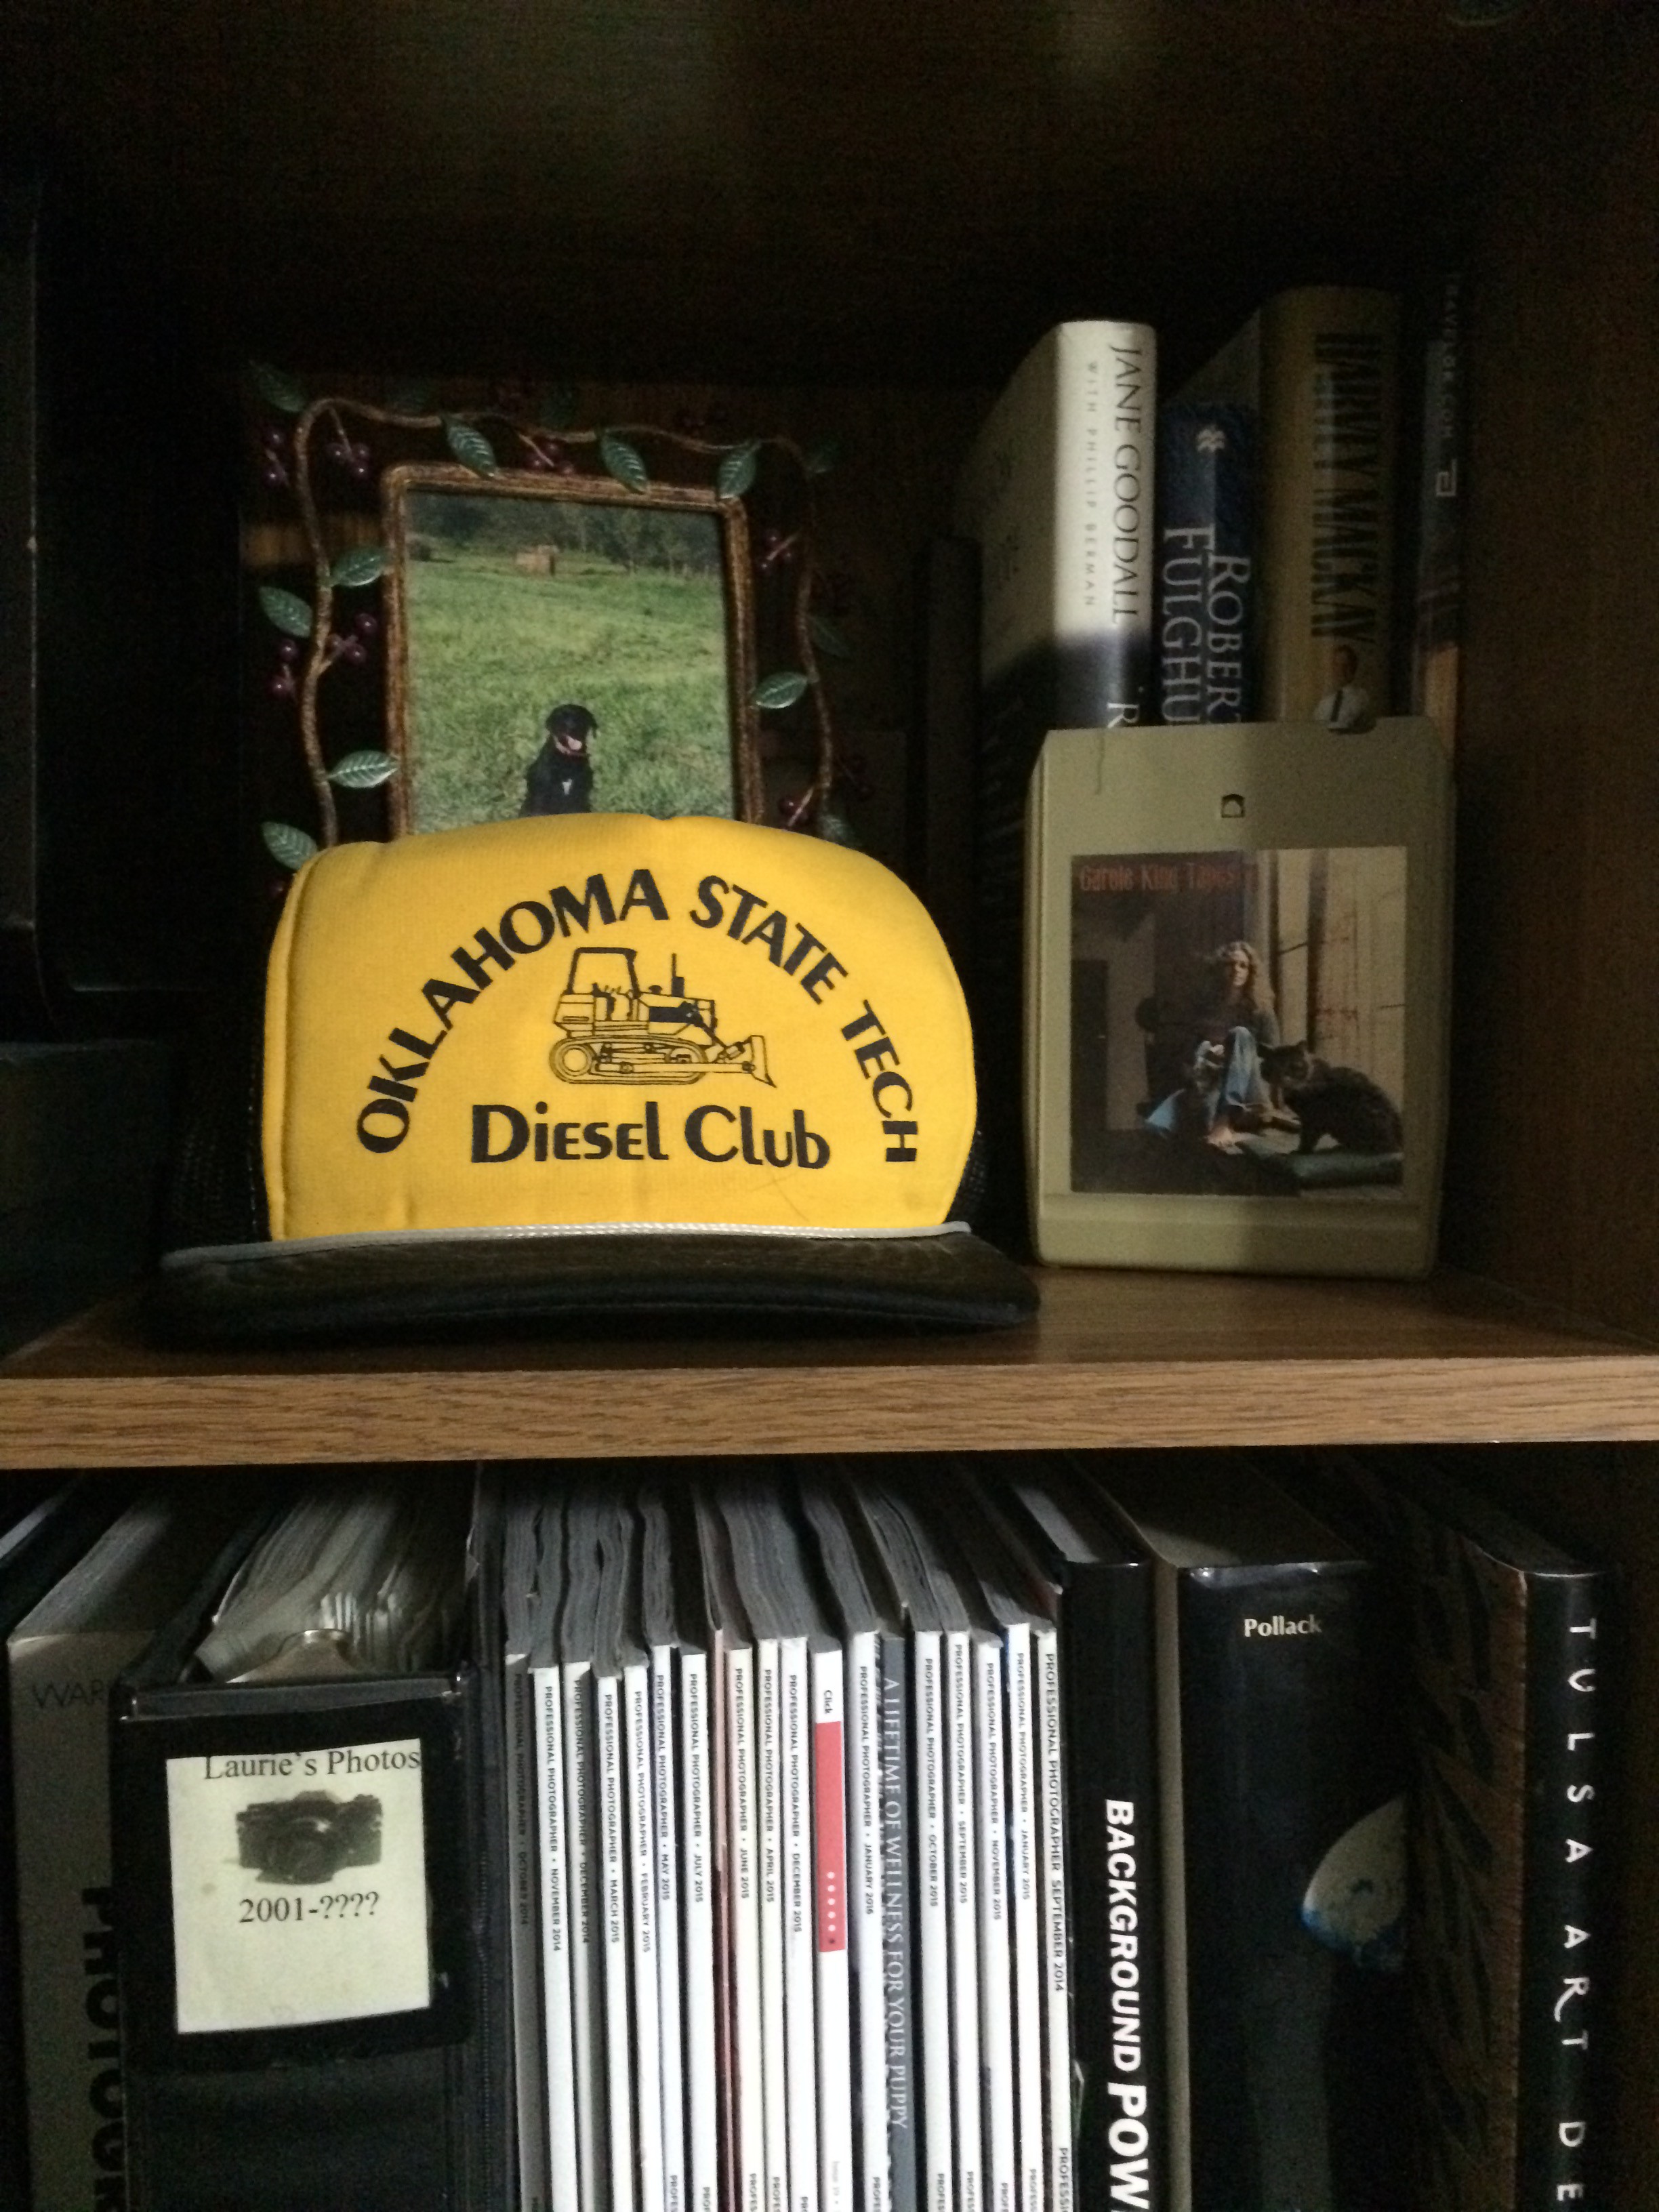 JANE GOODALL
WITH PHILLIP BERMAN
ROBERT
FULGHU
HARVEY MACKAY
Carole King Tapestry
OKLAHOMA STATE TECH
Diesel Club
Laurie's Photos
2001-????
PROFESSIONAL PHOTOGRAPHER • OCTOBER 2014
PROFESSIONAL PHOTOGRAPHER • NOVEMBER 2014
PROFESSIONAL PHOTOGRAPHER • DECEMBER 2014
PROFESSIONAL PHOTOGRAPHER • MARCH 2015
PROFESSIONAL PHOTOGRAPHER • FEBRUARY 2015
PROFESSIONAL PHOTOGRAPHER • MAY 2015
PROFESSIONAL PHOTOGRAPHER • JULY 2015
PROFESSIONAL PHOTOGRAPHER • JUNE 2015
PROFESSIONAL PHOTOGRAPHER • APRIL 2015
PROFESSIONAL PHOTOGRAPHER • DECEMBER 2015
Click
PROFESSIONAL PHOTOGRAPHER • JANUARY 2016
A LIFETIME OF WELLNESS FOR YOUR PUPPY
PROFESSIONAL PHOTOGRAPHER • OCTOBER 2015
PROFESSIONAL PHOTOGRAPHER • SEPTEMBER 2015
PROFESSIONAL PHOTOGRAPHER • NOVEMBER 2015
PROFESSIONAL PHOTOGRAPHER • JANUARY 2015
PROFESSIONAL PHOTOGRAPHER SEPTEMBER 2014
BACKGROUND POW
Pollack
TULSA ART DE